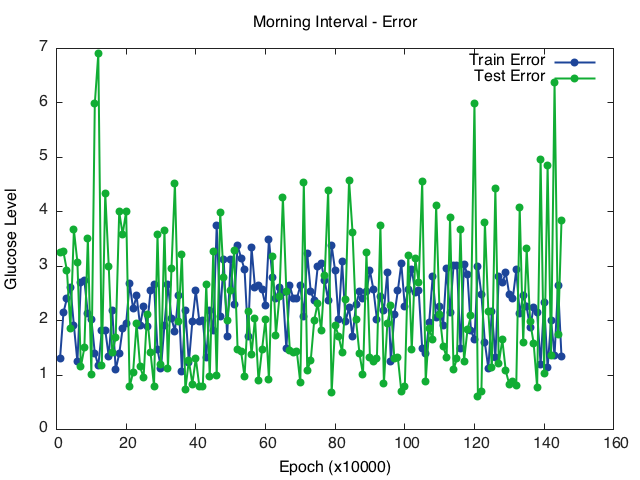 Morning Interval - Error
Train Error
Test Error
7
6
5
4
3
2
1
0
Glucose Level
0 20 40 60 80 100 120 140 160
Epoch (x10000)